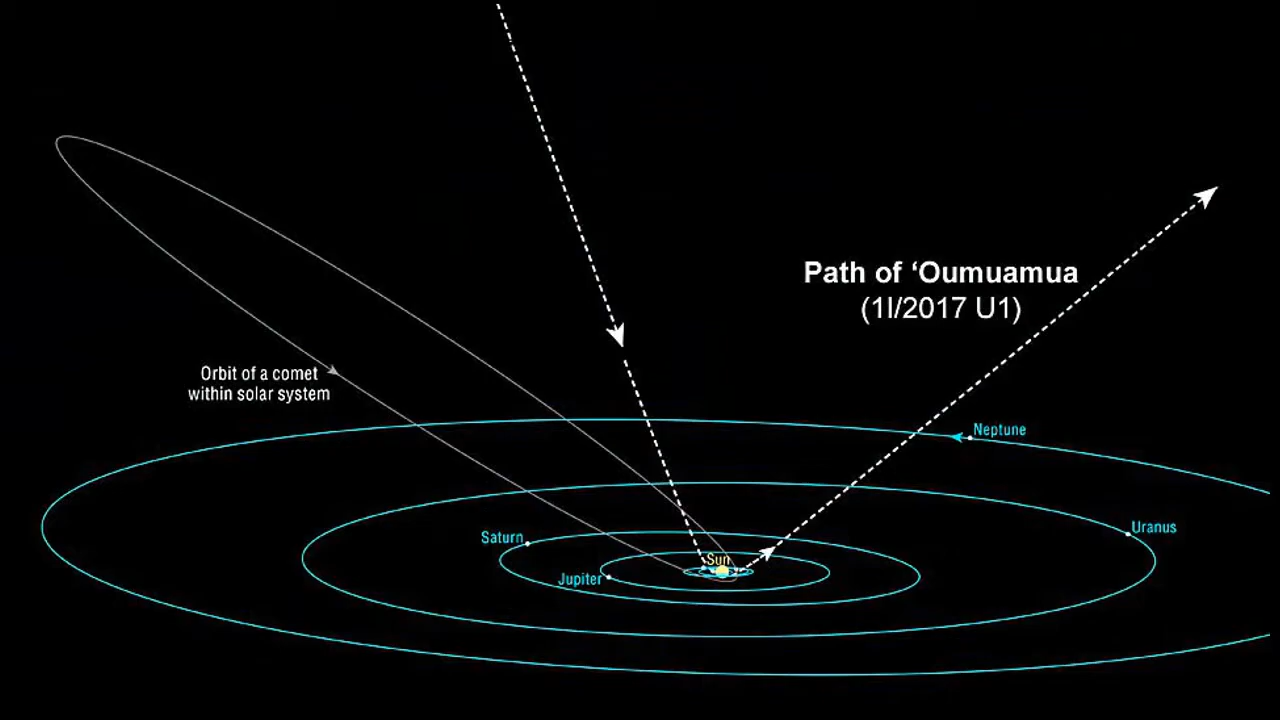 Path of ‘Oumuamua
(1I/2017 U1)
Orbit of a comet
within solar system
Neptune
Uranus
Saturn
Sun
Jupiter